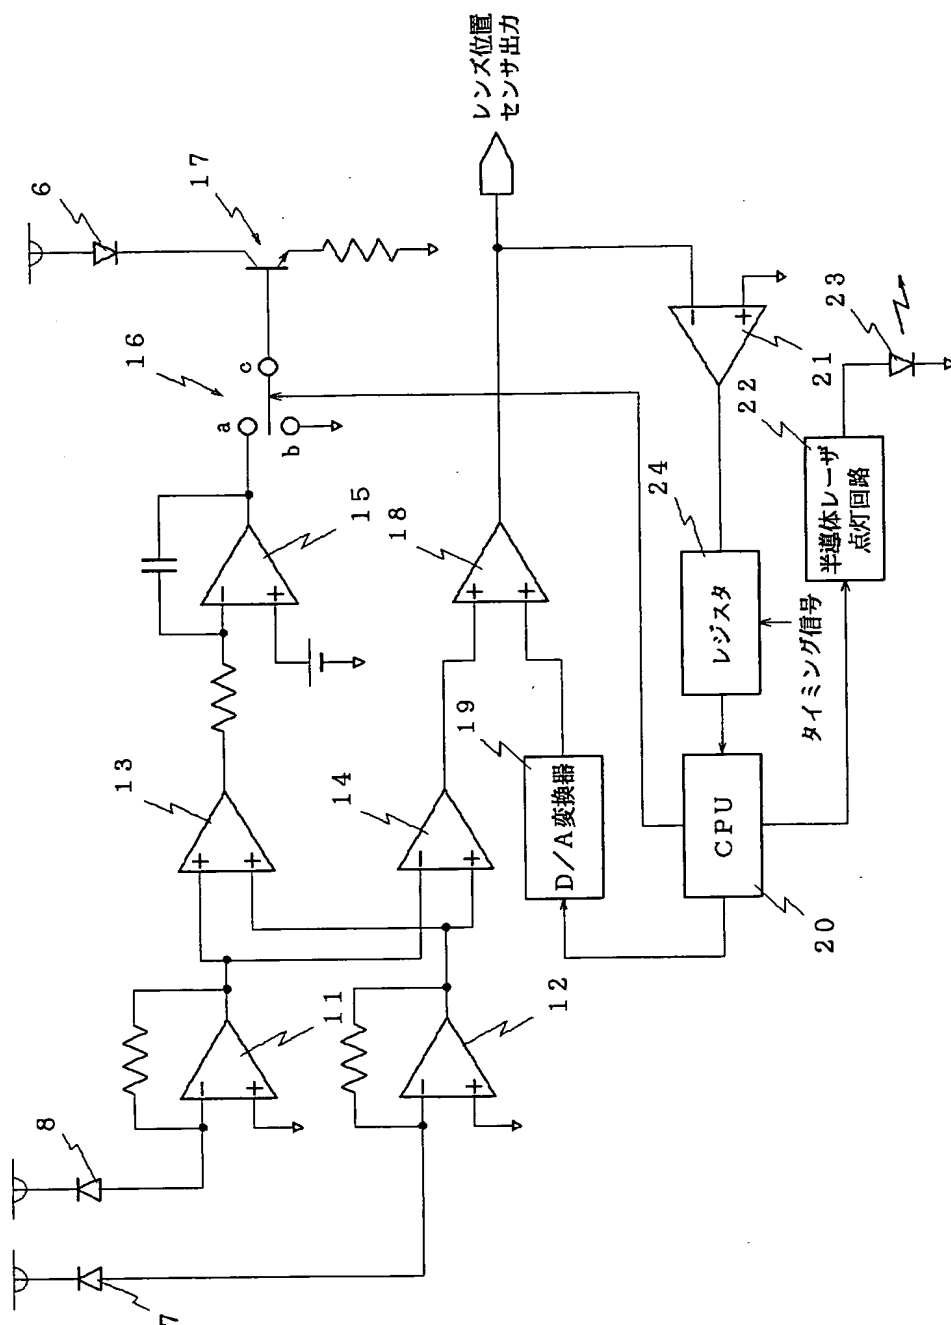 8
7
11
12
13
14
15
16
a
b
c
6
17
18
19
D/A変換器
20
CPU
レジスタ
24
タイミング信号
21
22
半導体レーザ
点灯回路
23
レンズ位置
センサ出力
−
+
−
+
+
+
−
+
−
+
+
+
−
+